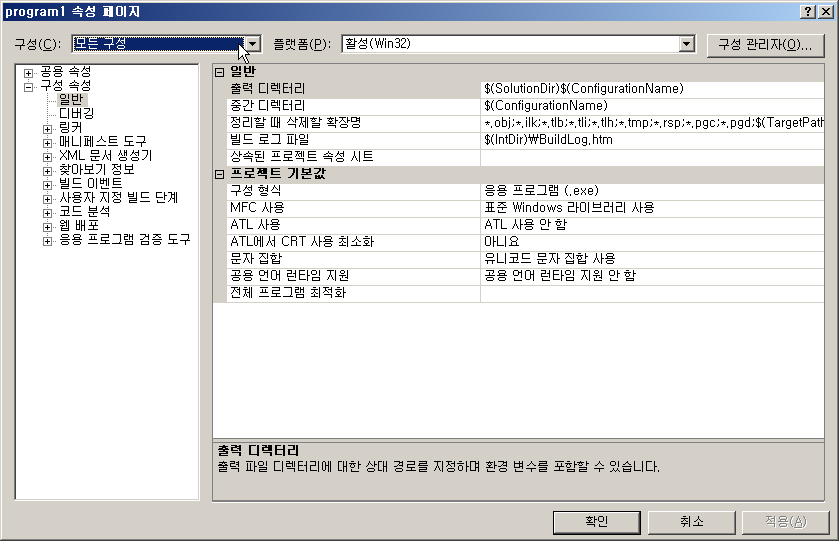 program1 속성 페이지
구성(C): 모든 구성 플랫폼(P): 활성(Win32) 구성 관리자(O)...
공용 속성
구성 속성
일반
디버깅
링커
매니페스트 도구
XML 문서 생성기
찾아보기 정보
빌드 이벤트
사용자 지정 빌드 단계
코드 분석
웹 배포
응용 프로그램 검증 도구
일반
출력 디렉터리 $(SolutionDir)$(ConfigurationName)
중간 디렉터리 $(ConfigurationName)
정리할 때 삭제할 확장명 *.obj;*.ilk;*.tlb;*.tli;*.tlh;*.tmp;*.rsp;*.pgc;*.pgd;$(TargetPath
빌드 로그 파일 $(IntDir)₩BuildLog.htm
상속된 프로젝트 속성 시트
프로젝트 기본값
구성 형식 응용 프로그램 (.exe)
MFC 사용 표준 Windows 라이브러리 사용
ATL 사용 ATL 사용 안 함
ATL에서 CRT 사용 최소화 아니요
문자 집합 유니코드 문자 집합 사용
공용 언어 런타임 지원 공용 언어 런타임 지원 안 함
전체 프로그램 최적화
출력 디렉터리
출력 파일 디렉터리에 대한 상대 경로를 지정하며 환경 변수를 포함할 수 있습니다.
확인 취소 적용(A)